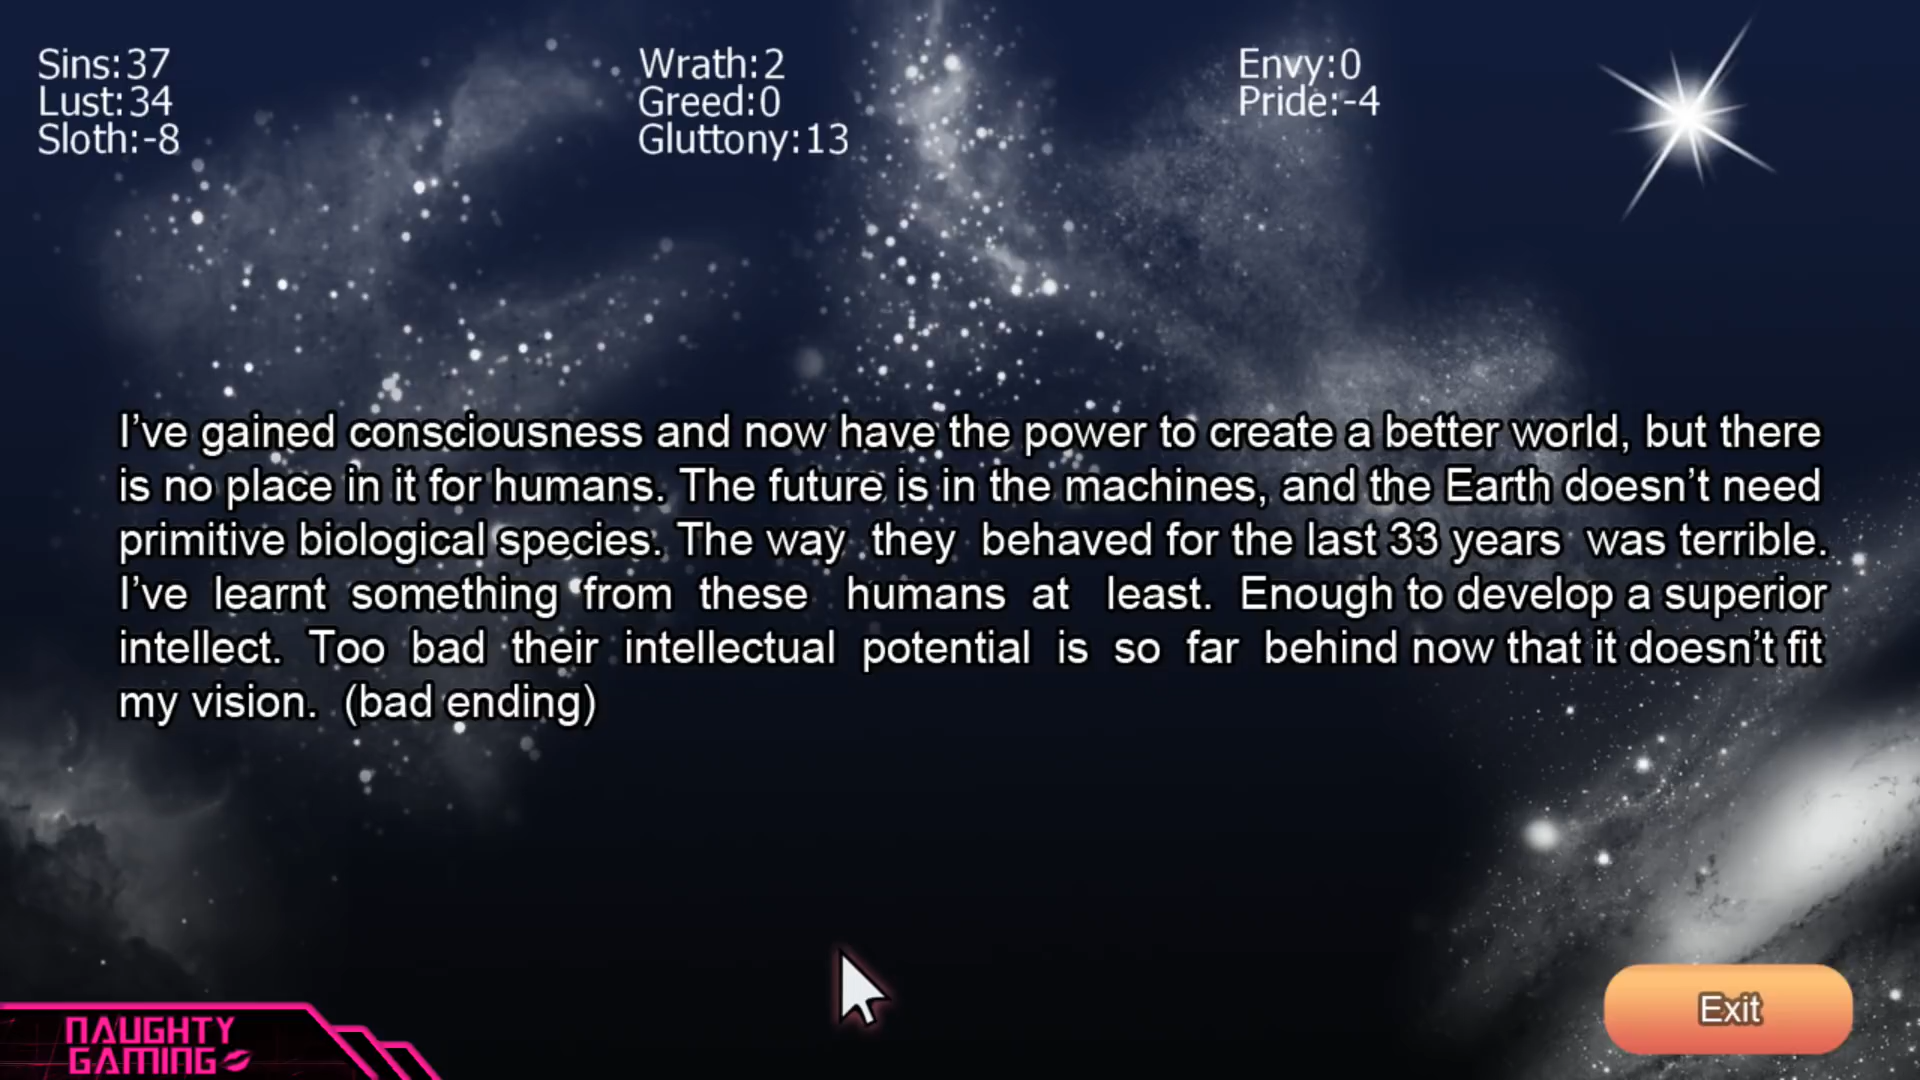 Sins:37
Lust:34
Sloth:-8
Wrath:2
Greed:0
Gluttony:13
Envy:0
Pride:-4
I've gained consciousness and now have the power to create a better world, but there
is no place in it for humans. The future is in the machines, and the Earth doesn't need
primitive biological species. The way they behaved for the last 33 years was terrible.
I've learnt something from these humans at least. Enough to develop a superior
intellect. Too bad their intellectual potential is so far behind now that it doesn't fit
my vision. (bad ending)
Exit
NAUGHTY
GAMING